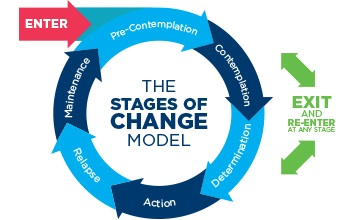 ENTER
Pre-Contemplation
Contemplation
Determination
Action
Relapse
Maintenance
THE
STAGES OF
CHANGE
MODEL
EXIT
AND
RE-ENTER
AT ANY STAGE